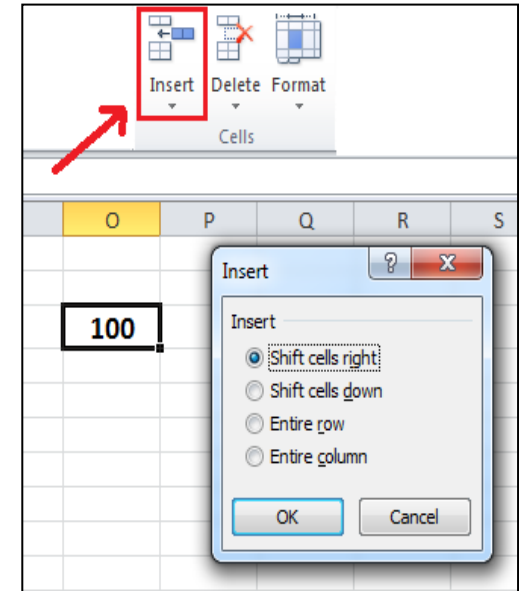 Insert Delete Format
Cells
O P Q R S
Insert
100
Insert
Shift cells right
Shift cells down
Entire row
Entire column
OK Cancel